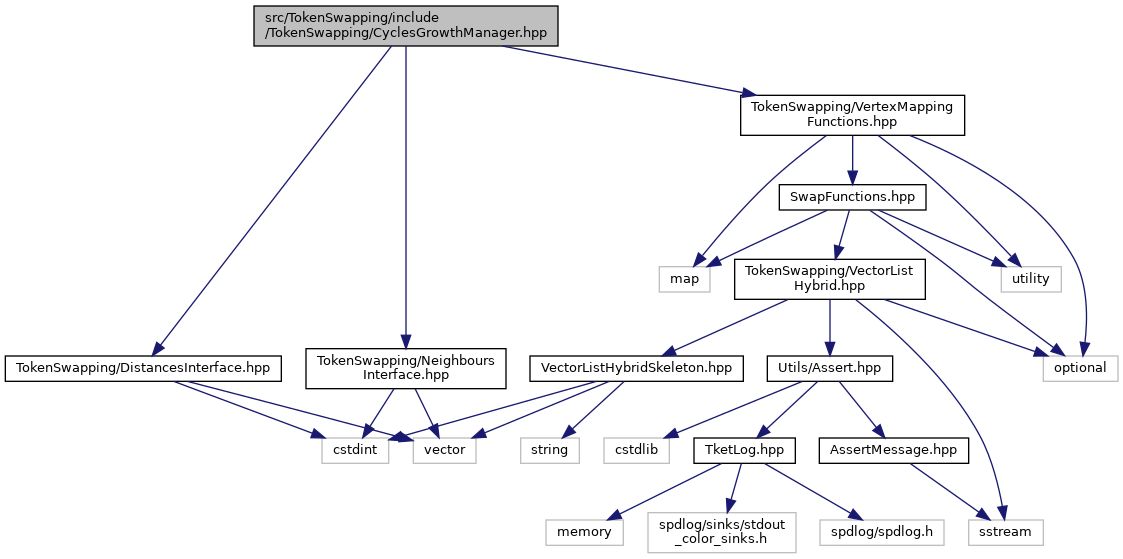 src/TokenSwapping/include
/TokenSwapping/CyclesGrowthManager.hpp
TokenSwapping/VertexMapping
Functions.hpp
SwapFunctions.hpp
map
TokenSwapping/VectorList
Hybrid.hpp
utility
TokenSwapping/DistancesInterface.hpp
TokenSwapping/Neighbours
Interface.hpp
VectorListHybridSkeleton.hpp
Utils/Assert.hpp
optional
cstdint
vector
string
cstdlib
TketLog.hpp
AssertMessage.hpp
memory
spdlog/sinks/stdout
_color_sinks.h
spdlog/spdlog.h
sstream